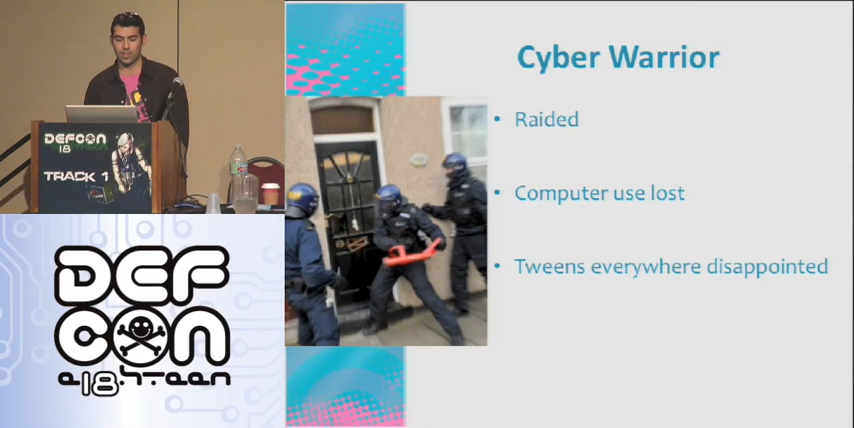 DEFCON
18
TRACK 1
DEF
CON
e18hteen
Cyber Warrior
• Raided
• Computer use lost
• Tweens everywhere disappointed